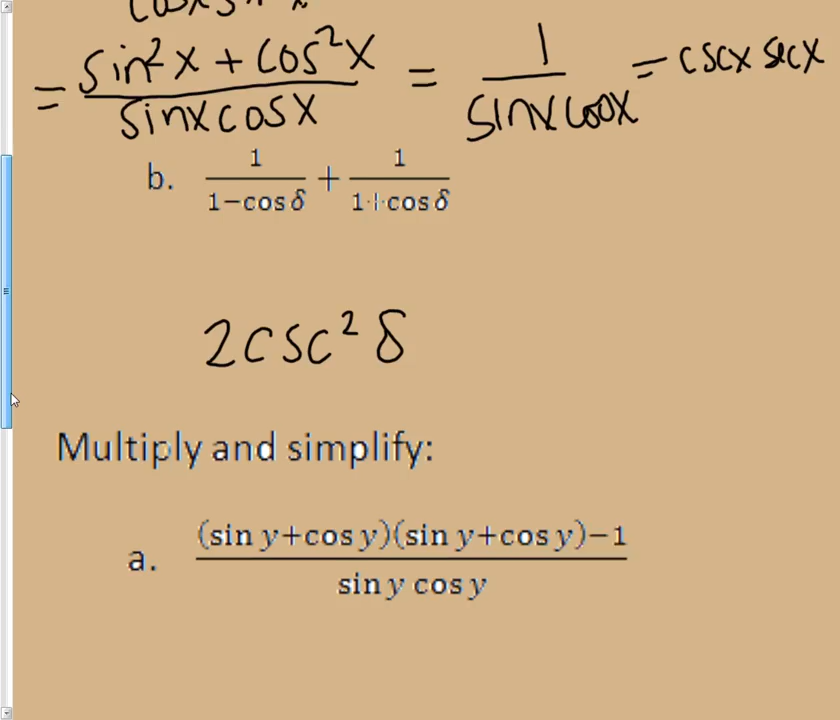 = sin²x + cos²x / sinx cosx = 1 / sinx cosx = cscx secx
b. 1 / 1−cos δ + 1 / 1+cos δ
2csc² δ
Multiply and simplify:
a. (sin y+cos y)(sin y+cos y)−1 / sin y cos y